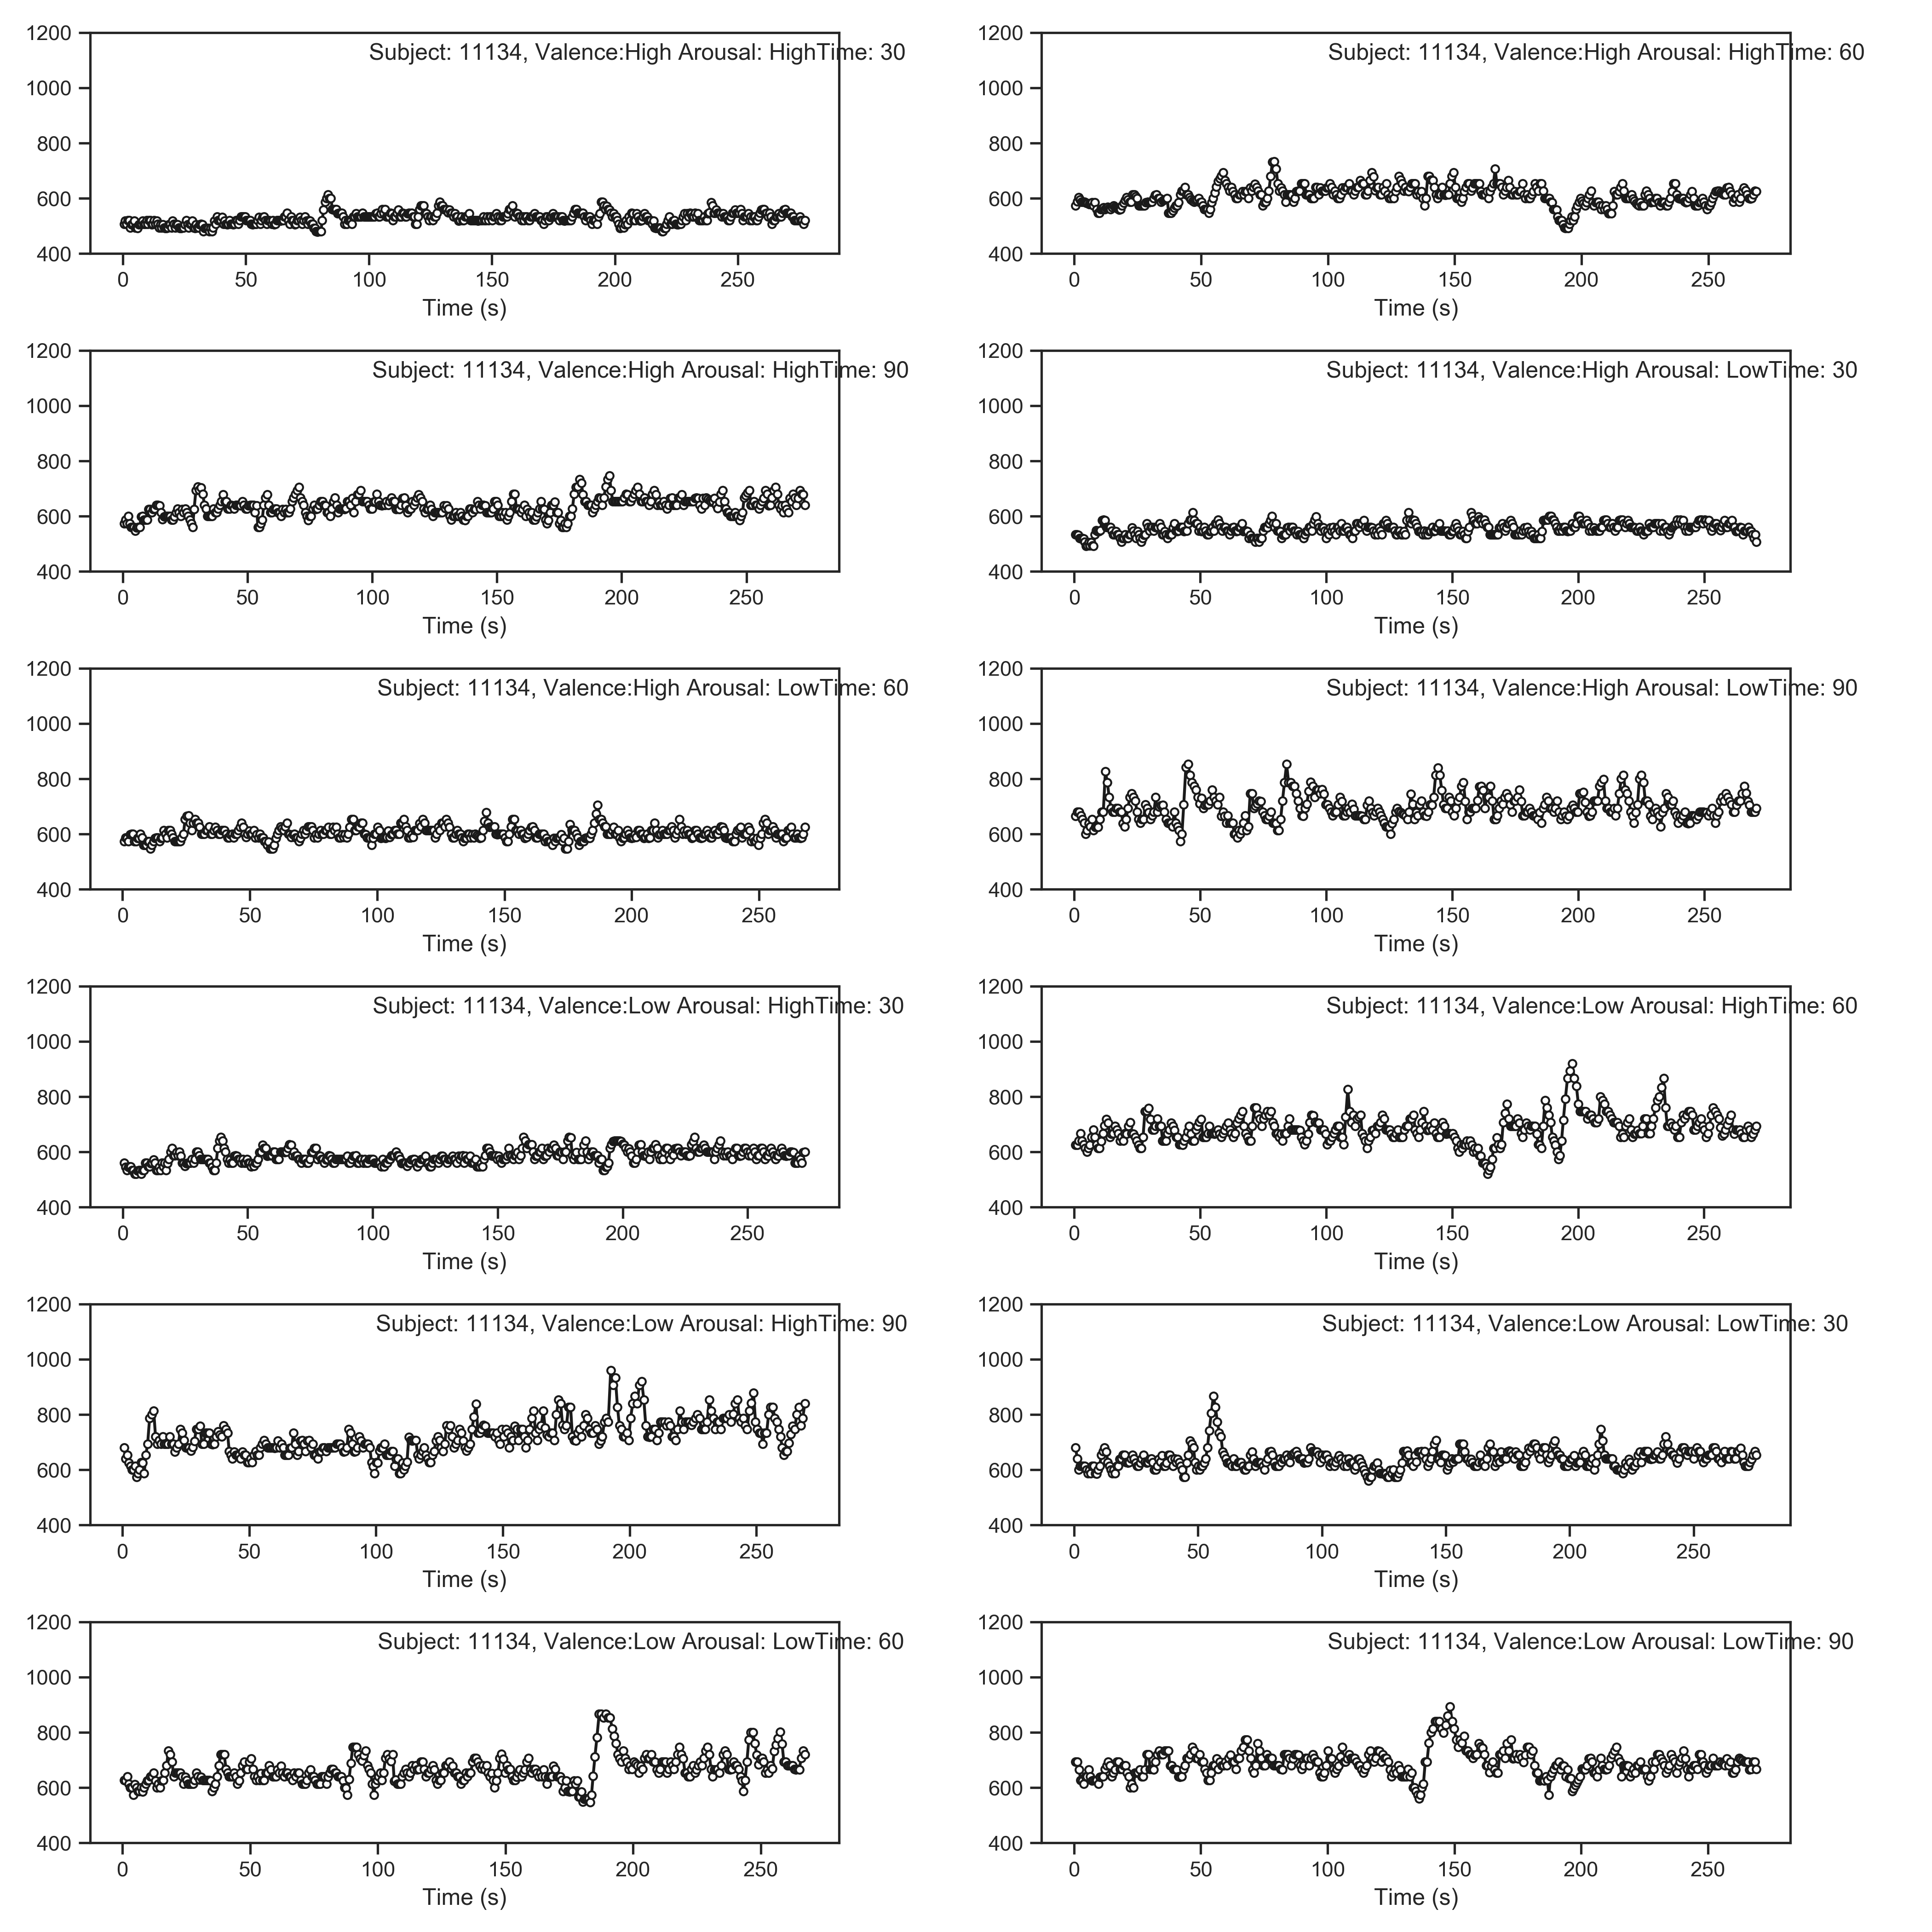 Subject: 11134, Valence:High Arousal: HighTime: 30
1200
1000
800
600
400
0 50 100 150 200 250
Time (s)
Subject: 11134, Valence:High Arousal: HighTime: 60
1200
1000
800
600
400
0 50 100 150 200 250
Time (s)
Subject: 11134, Valence:High Arousal: HighTime: 90
1200
1000
800
600
400
0 50 100 150 200 250
Time (s)
Subject: 11134, Valence:High Arousal: LowTime: 30
1200
1000
800
600
400
0 50 100 150 200 250
Time (s)
Subject: 11134, Valence:High Arousal: LowTime: 60
1200
1000
800
600
400
0 50 100 150 200 250
Time (s)
Subject: 11134, Valence:High Arousal: LowTime: 90
1200
1000
800
600
400
0 50 100 150 200 250
Time (s)
Subject: 11134, Valence:Low Arousal: HighTime: 30
1200
1000
800
600
400
0 50 100 150 200 250
Time (s)
Subject: 11134, Valence:Low Arousal: HighTime: 60
1200
1000
800
600
400
0 50 100 150 200 250
Time (s)
Subject: 11134, Valence:Low Arousal: HighTime: 90
1200
1000
800
600
400
0 50 100 150 200 250
Time (s)
Subject: 11134, Valence:Low Arousal: LowTime: 30
1200
1000
800
600
400
0 50 100 150 200 250
Time (s)
Subject: 11134, Valence:Low Arousal: LowTime: 60
1200
1000
800
600
400
0 50 100 150 200 250
Time (s)
Subject: 11134, Valence:Low Arousal: LowTime: 90
1200
1000
800
600
400
0 50 100 150 200 250
Time (s)